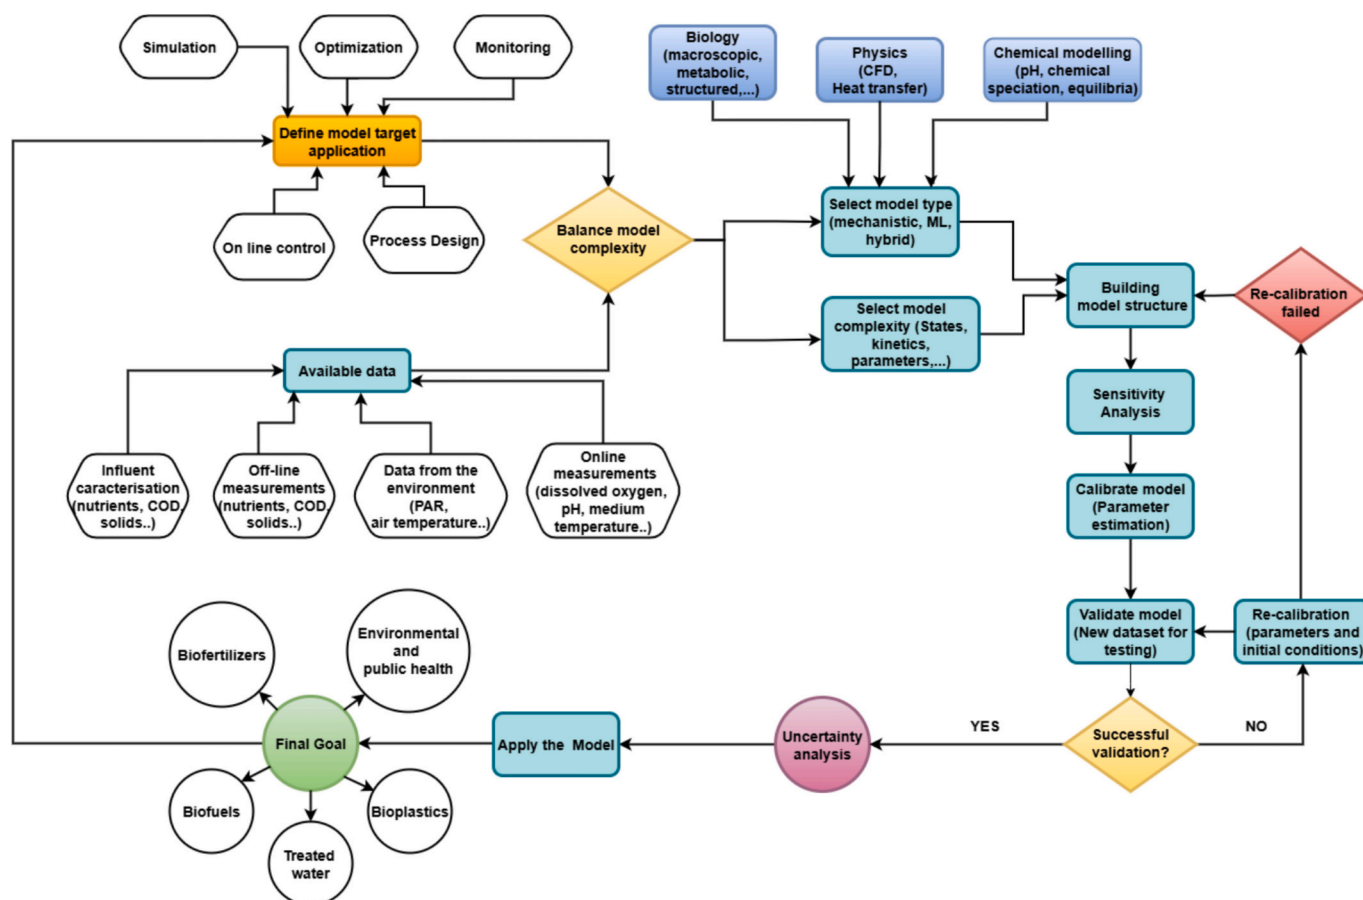 Simulation
Optimization
Monitoring
Define model target
application
On line control
Process Design
Balance model
complexity
Available data
Influent
caracterisation
(nutrients, COD,
solids..)
Off-line
measurements
(nutrients, COD,
solids..)
Data from the
environment
(PAR,
air temperature..)
Online
measurements
(dissolved oxygen,
pH, medium
temperature..)
Biology
(macroscopic,
metabolic,
structured,...)
Physics
(CFD,
Heat transfer)
Chemical modelling
(pH, chemical
speciation, equilibria)
Select model type
(mechanistic, ML,
hybrid)
Select model
complexity (States,
kinetics,
parameters,...)
Building
model structure
Re-calibration
failed
Sensitivity
Analysis
Calibrate model
(Parameter
estimation)
Validate model
(New dataset for
testing)
Re-calibration
(parameters and
initial conditions)
Successful
validation?
YES
NO
Uncertainty
analysis
Apply the Model
Final Goal
Biofertilizers
Environmental
and
public health
Biofuels
Treated
water
Bioplastics